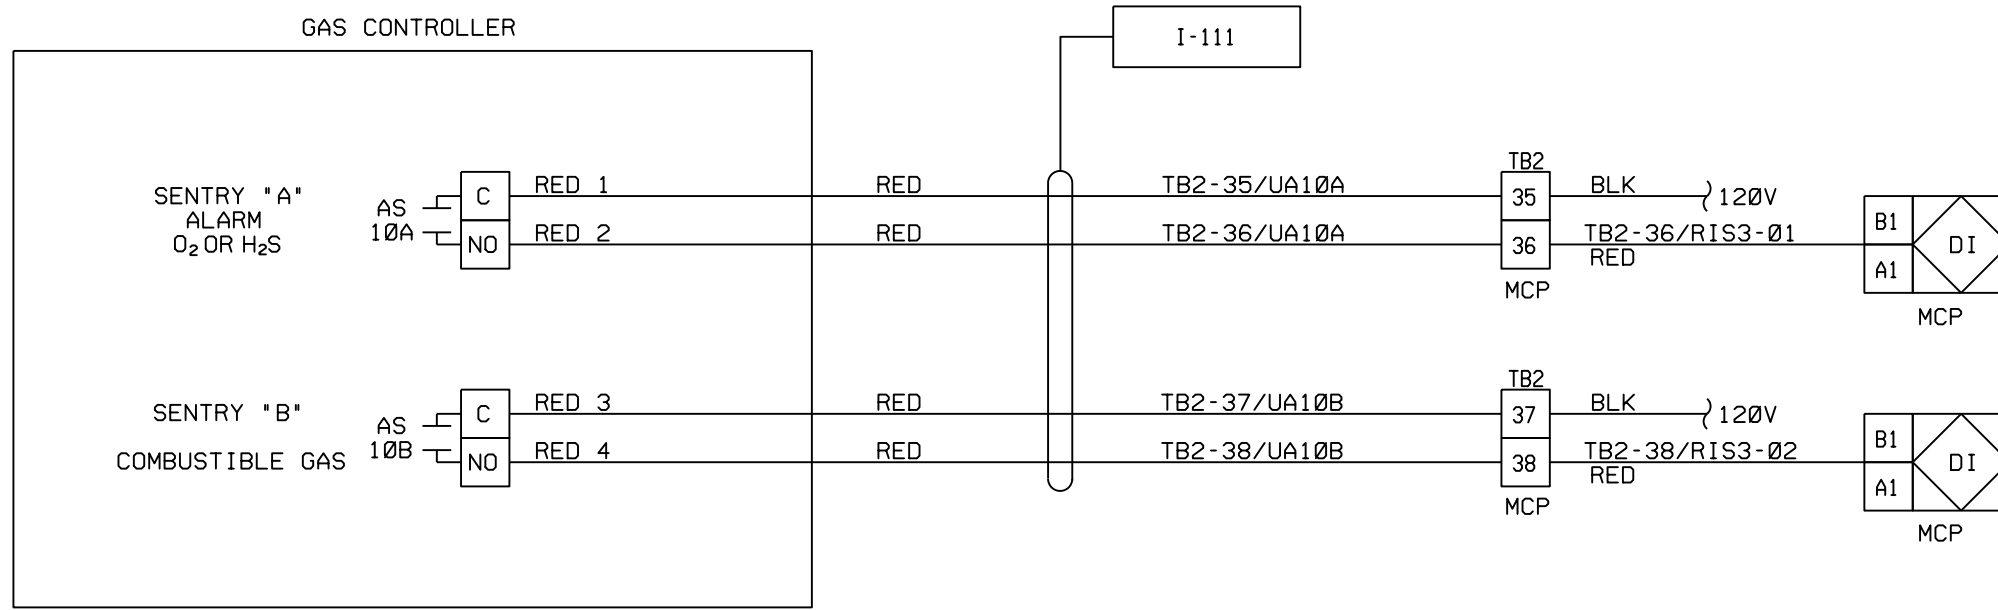 GAS CONTROLLER
I-111
SENTRY "A"
ALARM
O₂ OR H₂S
AS
10A
C
NO
RED 1
RED 2
RED
RED
TB2-35/UA10A
TB2-36/UA10A
TB2
35
36
MCP
BLK
120V
TB2-36/RIS3-01
RED
B1
A1
DI
MCP
SENTRY "B"
COMBUSTIBLE GAS
AS
10B
C
NO
RED 3
RED 4
RED
RED
TB2-37/UA10B
TB2-38/UA10B
TB2
37
38
MCP
BLK
120V
TB2-38/RIS3-02
RED
B1
A1
DI
MCP